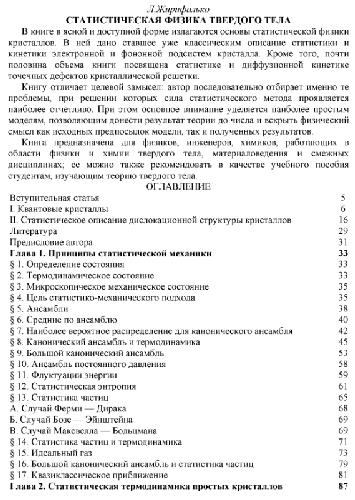 Л.Жирифалько
СТАТИСТИЧЕСКАЯ ФИЗИКА ТВЕРДОГО ТЕЛА
В книге в ясной и доступной форме излагаются основы статистической физики
кристаллов. В ней дано ставшее уже классическим описание статистики и
кинетики электронной и фононной подсистем кристалла. Кроме того, почти
половина объема книги посвящена статистике и диффузионной кинетике
точечных дефектов кристаллической решетки.
Книгу отличает целевой замысел: автор последовательно отбирает именно те
проблемы, при решении которых сила статистического метода проявляется
наиболее отчетливо. При этом основное внимание уделяется наиболее простым
моделям, позволяющим донести результат теории до числа и вскрыть физический
смысл как исходных предпосылок модели, так и полученных результатов.
Книга предназначена для физиков, инженеров, химиков, работающих в
области физики и химии твердого тела, материаловедения и смежных
дисциплинах; ее можно также рекомендовать в качестве учебного пособия
студентам, изучающим теорию твердого тела.
ОГЛАВЛЕНИЕ
Вступительная статья 5
I. Квантовые кристаллы 6
II. Статистическое описание дислокационной структуры кристаллов 16
Литература 29
Предисловие автора 31
Глава 1. Принципы статистической механики 33
§ 1. Определение состояния 33
§ 2. Термодинамическое состояние 33
§ 3. Микроскопическое механическое состояние 35
§ 4. Цель статистико-механического подхода 35
§ 5. Ансамбли 38
§ 6. Средние по ансамблю 40
§ 7. Наиболее вероятное распределение для канонического ансамбля 42
§ 8. Канонический ансамбль и термодинамика 45
§ 9. Большой канонический ансамбль 53
§ 10. Ансамбль постоянного давления 58
§ 11. Флуктуации энергии 59
§ 12. Статистическая энтропия 61
§ 13. Статистика частиц 65
А. Случай Ферми — Дирака 68
Б. Случай Бозе — Эйнштейна 69
В. Случай Максвелла — Больцмана 69
§ 14. Статистика частиц и термодинамика 71
§ 15. Идеальный газ 73
§ 16. Большой канонический ансамбль и статистика частиц 79
§ 17 Квазиклассическое приближение 81
Глава 2. Статистическая термодинамика простых кристаллов 87